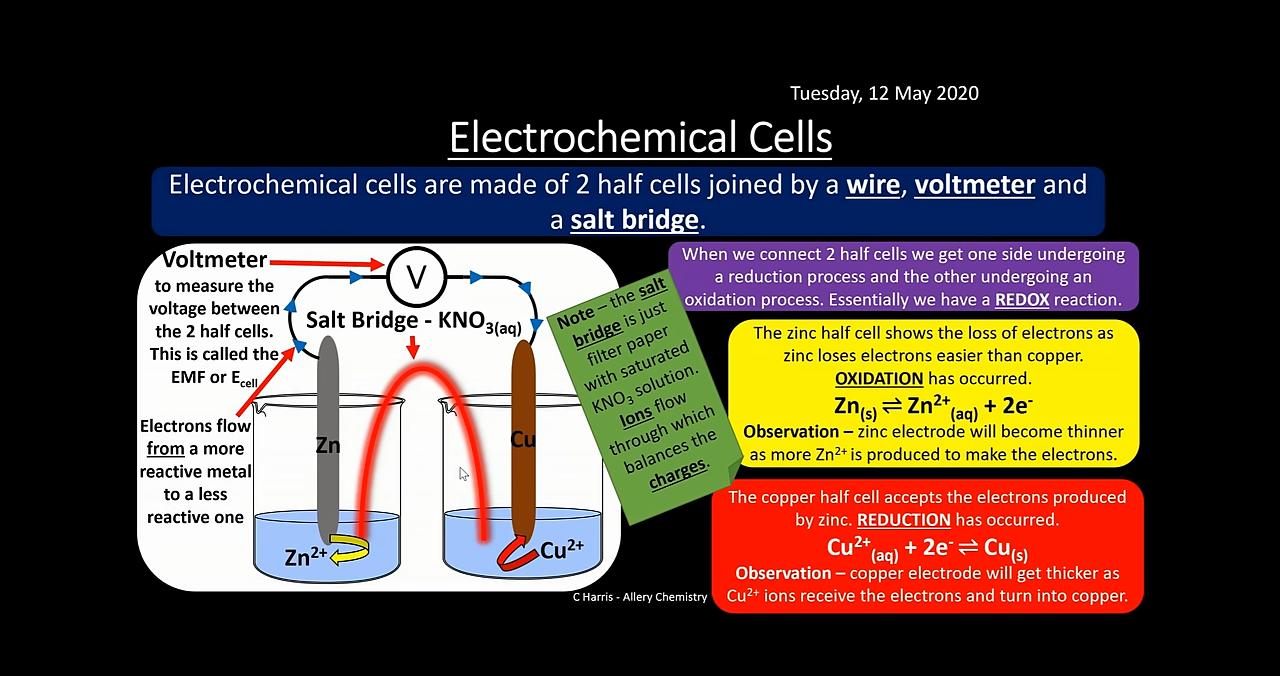 Tuesday, 12 May 2020
Electrochemical Cells
Electrochemical cells are made of 2 half cells joined by a wire, voltmeter and
a salt bridge.
Voltmeter
to measure the
voltage between
the 2 half cells.
This is called the
EMF or Ecell
Electrons flow
from a more
reactive metal
to a less
reactive one
V
Salt Bridge - KNO3(aq)
Zn
Cu
Zn2+
Cu2+
Note – the salt
bridge is just
filter paper
with saturated
KNO3 solution.
Ions flow
through which
balances the
charges.
When we connect 2 half cells we get one side undergoing
a reduction process and the other undergoing an
oxidation process. Essentially we have a REDOX reaction.
The zinc half cell shows the loss of electrons as
zinc loses electrons easier than copper.
OXIDATION has occurred.
Zn(s) ⇌ Zn2+(aq) + 2e-
Observation – zinc electrode will become thinner
as more Zn2+ is produced to make the electrons.
The copper half cell accepts the electrons produced
by zinc. REDUCTION has occurred.
Cu2+(aq) + 2e- ⇌ Cu(s)
Observation – copper electrode will get thicker as
Cu2+ ions receive the electrons and turn into copper.
C Harris - Allery Chemistry